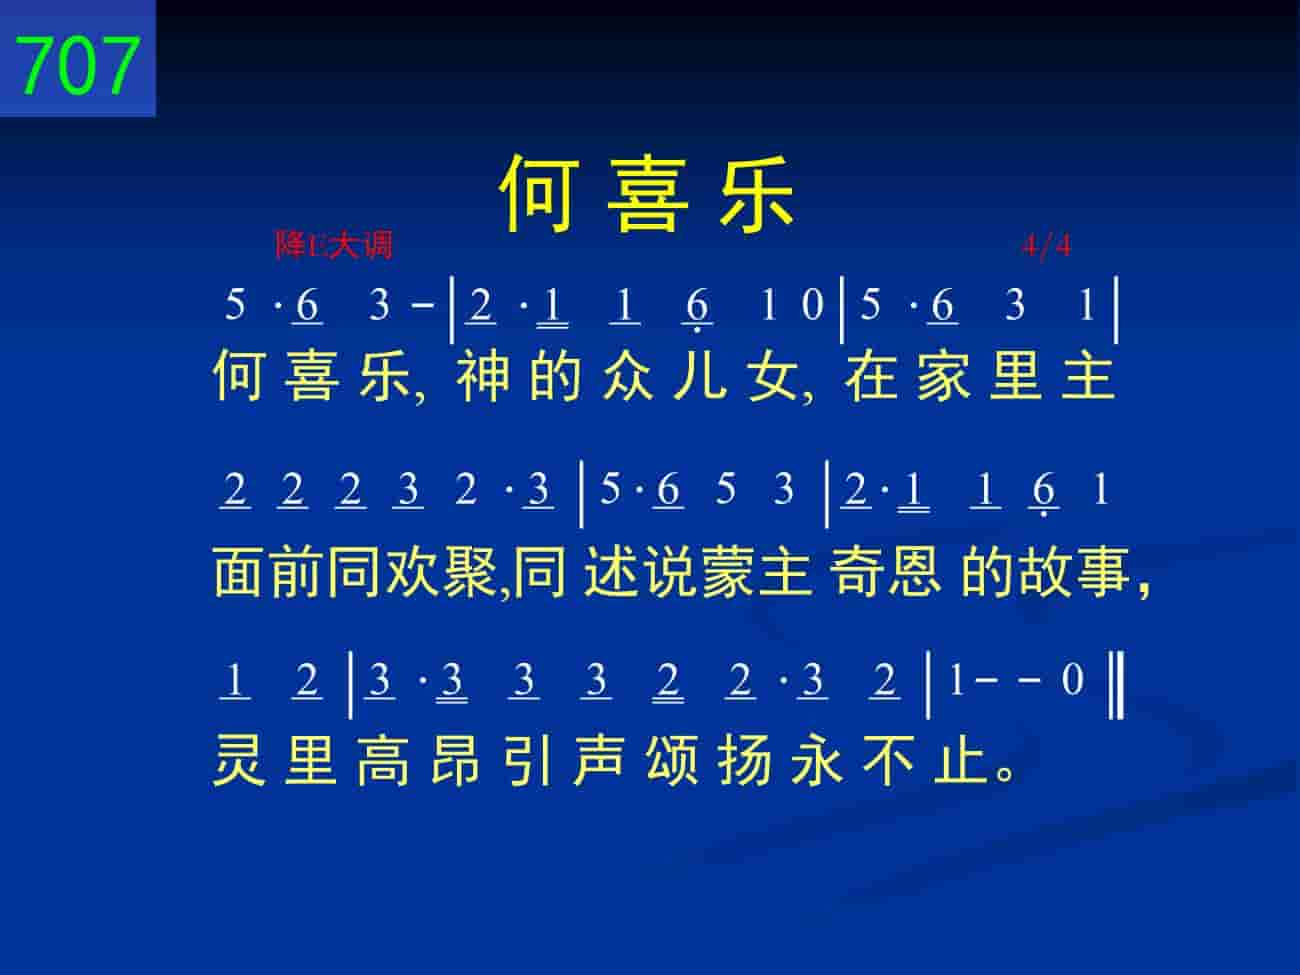 707
何喜乐
降E大调 4/4
5 · 6 3 - | 2 · 1 1 6 1 0 | 5 · 6 3 1 |
何喜乐, 神的众儿女, 在家里主
2 2 2 3 2 · 3 | 5 · 6 5 3 | 2 · 1 1 6 1
面前同欢聚,同 述说蒙主 奇恩 的故事，
1 2 | 3 · 3 3 3 2 2 · 3 2 | 1 - - 0 ‖
灵里高昂引声颂扬永不止。